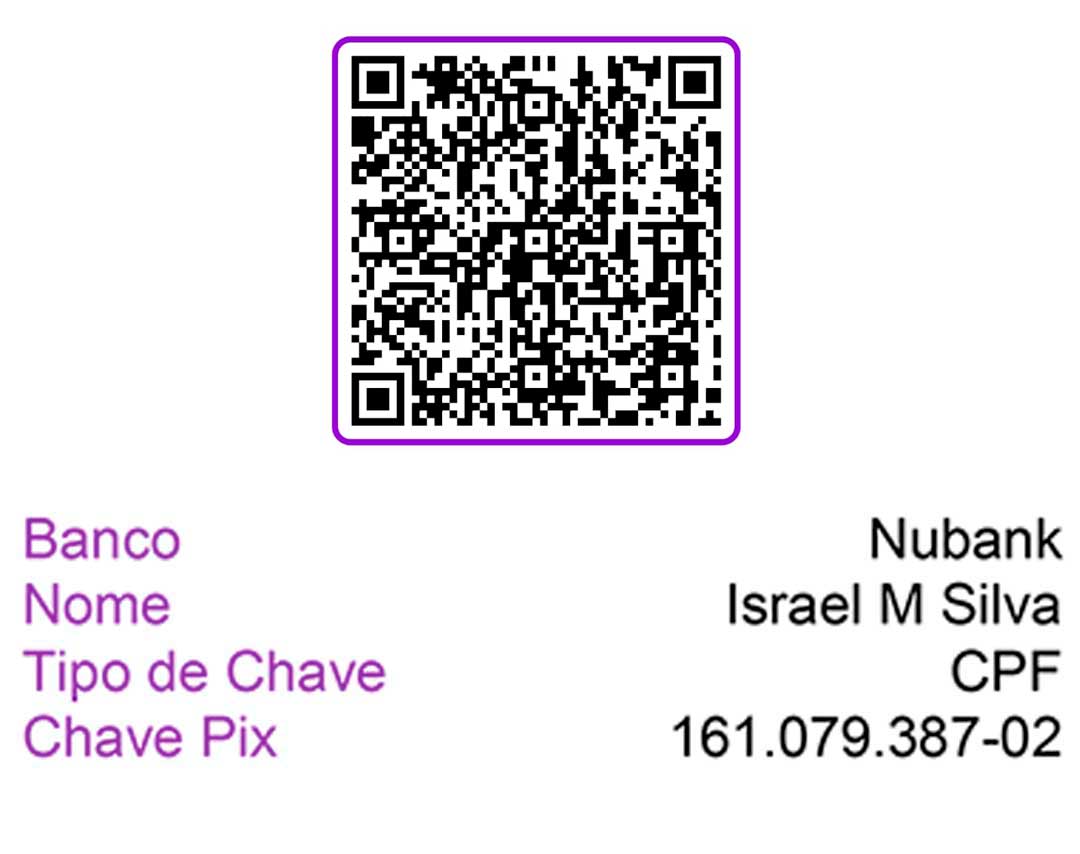 Banco Nubank
Nome Israel M Silva
Tipo de Chave CPF
Chave Pix 161.079.387-02